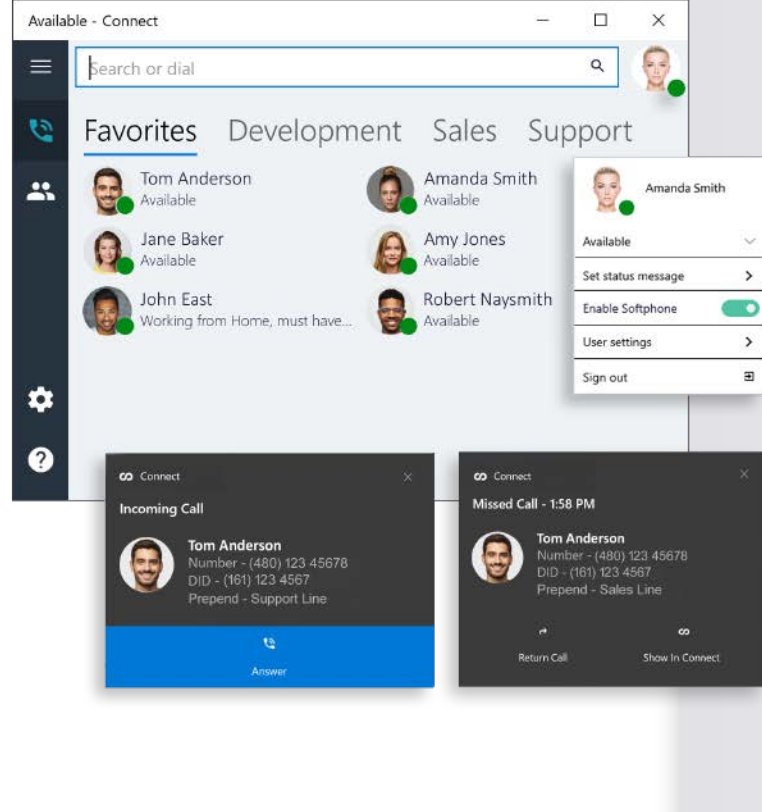 Available - Connect
Search or dial
Favorites Development Sales Support
Tom Anderson
Available
Amanda Smith
Available
Jane Baker
Available
Amy Jones
Available
John East
Working from Home, must have...
Robert Naysmith
Available
Amanda Smith
Available
Set status message
Enable Softphone
User settings
Sign out
Connect
Incoming Call
Tom Anderson
Number - (480) 123 45678
DID - (161) 123 4567
Prepend - Support Line
Answer
Connect
Missed Call - 1:58 PM
Tom Anderson
Number - (480) 123 45678
DID - (161) 123 4567
Prepend - Sales Line
Return Call
Show In Connect